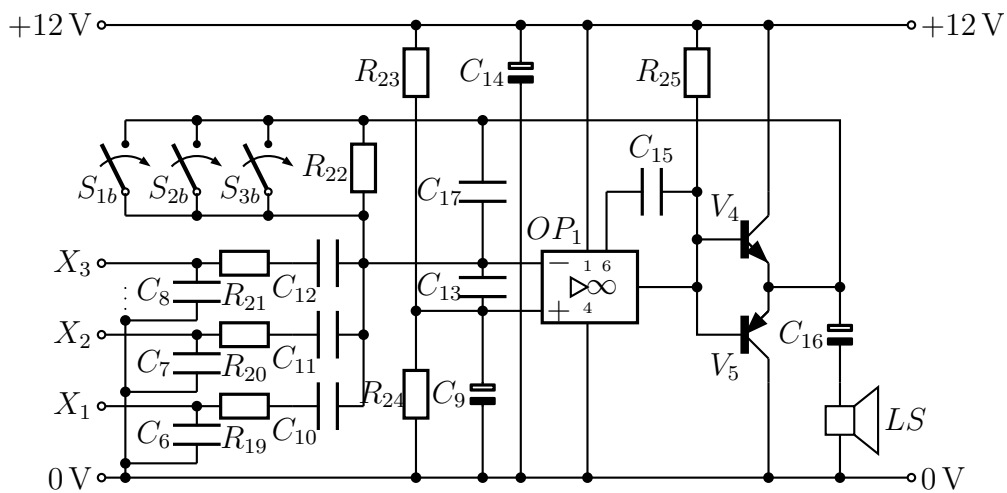 +12 V
+12 V
R23
C14
R25
S1b
S2b
S3b
R22
C17
C15
V4
OP1
X3
C8
R21
C12
C13
− 1 6
▷∞
+ 4
X2
C7
R20
C11
V5
C16
X1
C6
R19
C10
R24
C9
LS
0 V
0 V